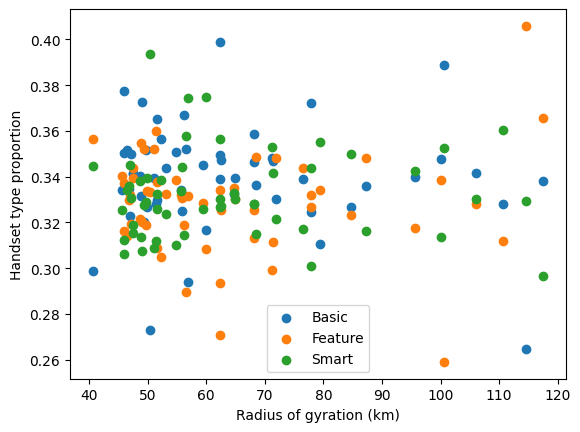 Handset type proportion
0.40
0.38
0.36
0.34
0.32
0.30
0.28
0.26
Basic
Feature
Smart
40 50 60 70 80 90 100 110 120
Radius of gyration (km)